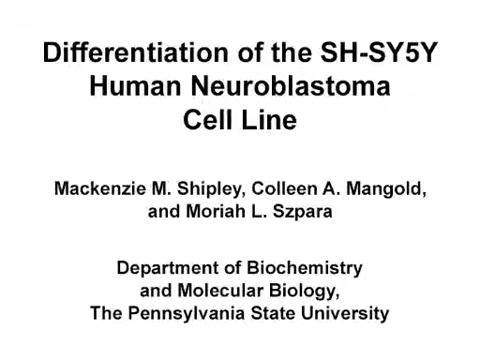 Differentiation of the SH-SY5Y
Human Neuroblastoma
Cell Line
Mackenzie M. Shipley, Colleen A. Mangold,
and Moriah L. Szpara
Department of Biochemistry
and Molecular Biology,
The Pennsylvania State University